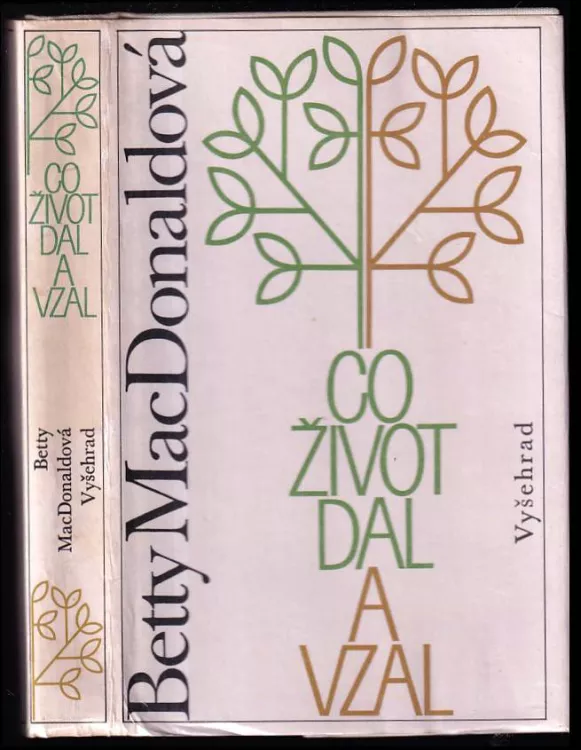 CO
ŽIVOT
DAL
A
VZAL
Betty
MacDonaldová
Vyšehrad
Betty MacDonaldová
CO
ŽIVOT
DAL
A
VZAL
Vyšehrad